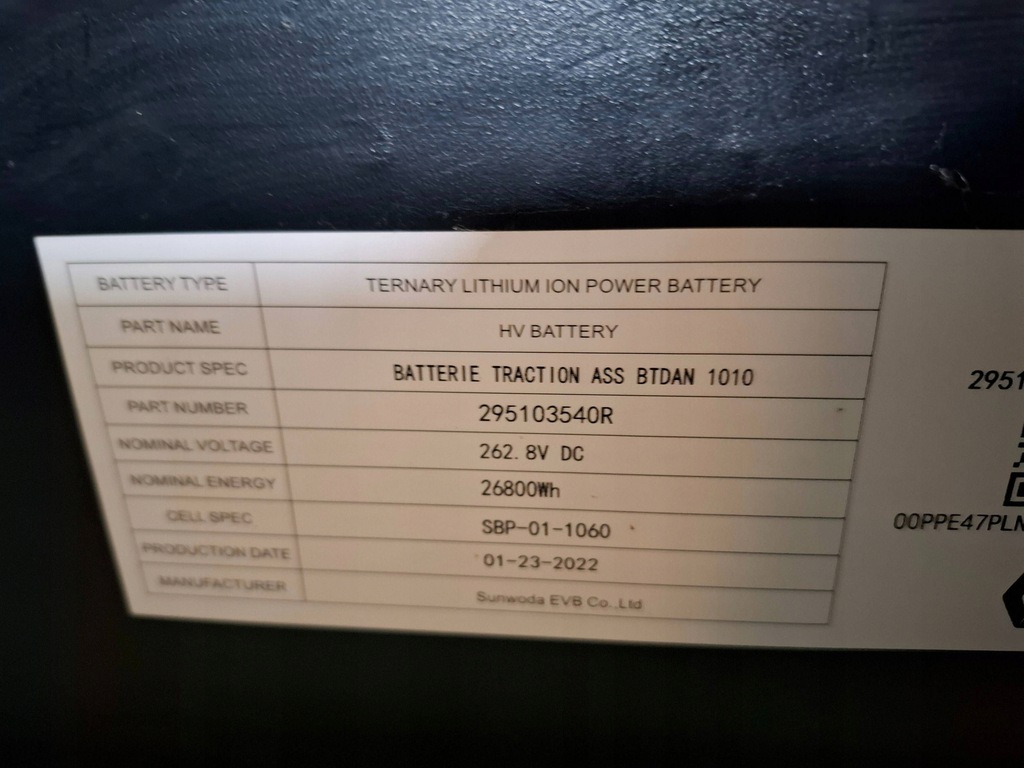 BATTERY TYPE TERNARY LITHIUM ION POWER BATTERY
PART NAME HV BATTERY
PRODUCT SPEC BATTERIE TRACTION ASS BTDAN 1010
PART NUMBER 295103540R
NOMINAL VOLTAGE 262.8V DC
NOMINAL ENERGY 26800Wh
CELL SPEC SBP-01-1060
PRODUCTION DATE 01-23-2022
MANUFACTURER Sunwoda EVB Co.,Ltd
2951
00PPE47PLM